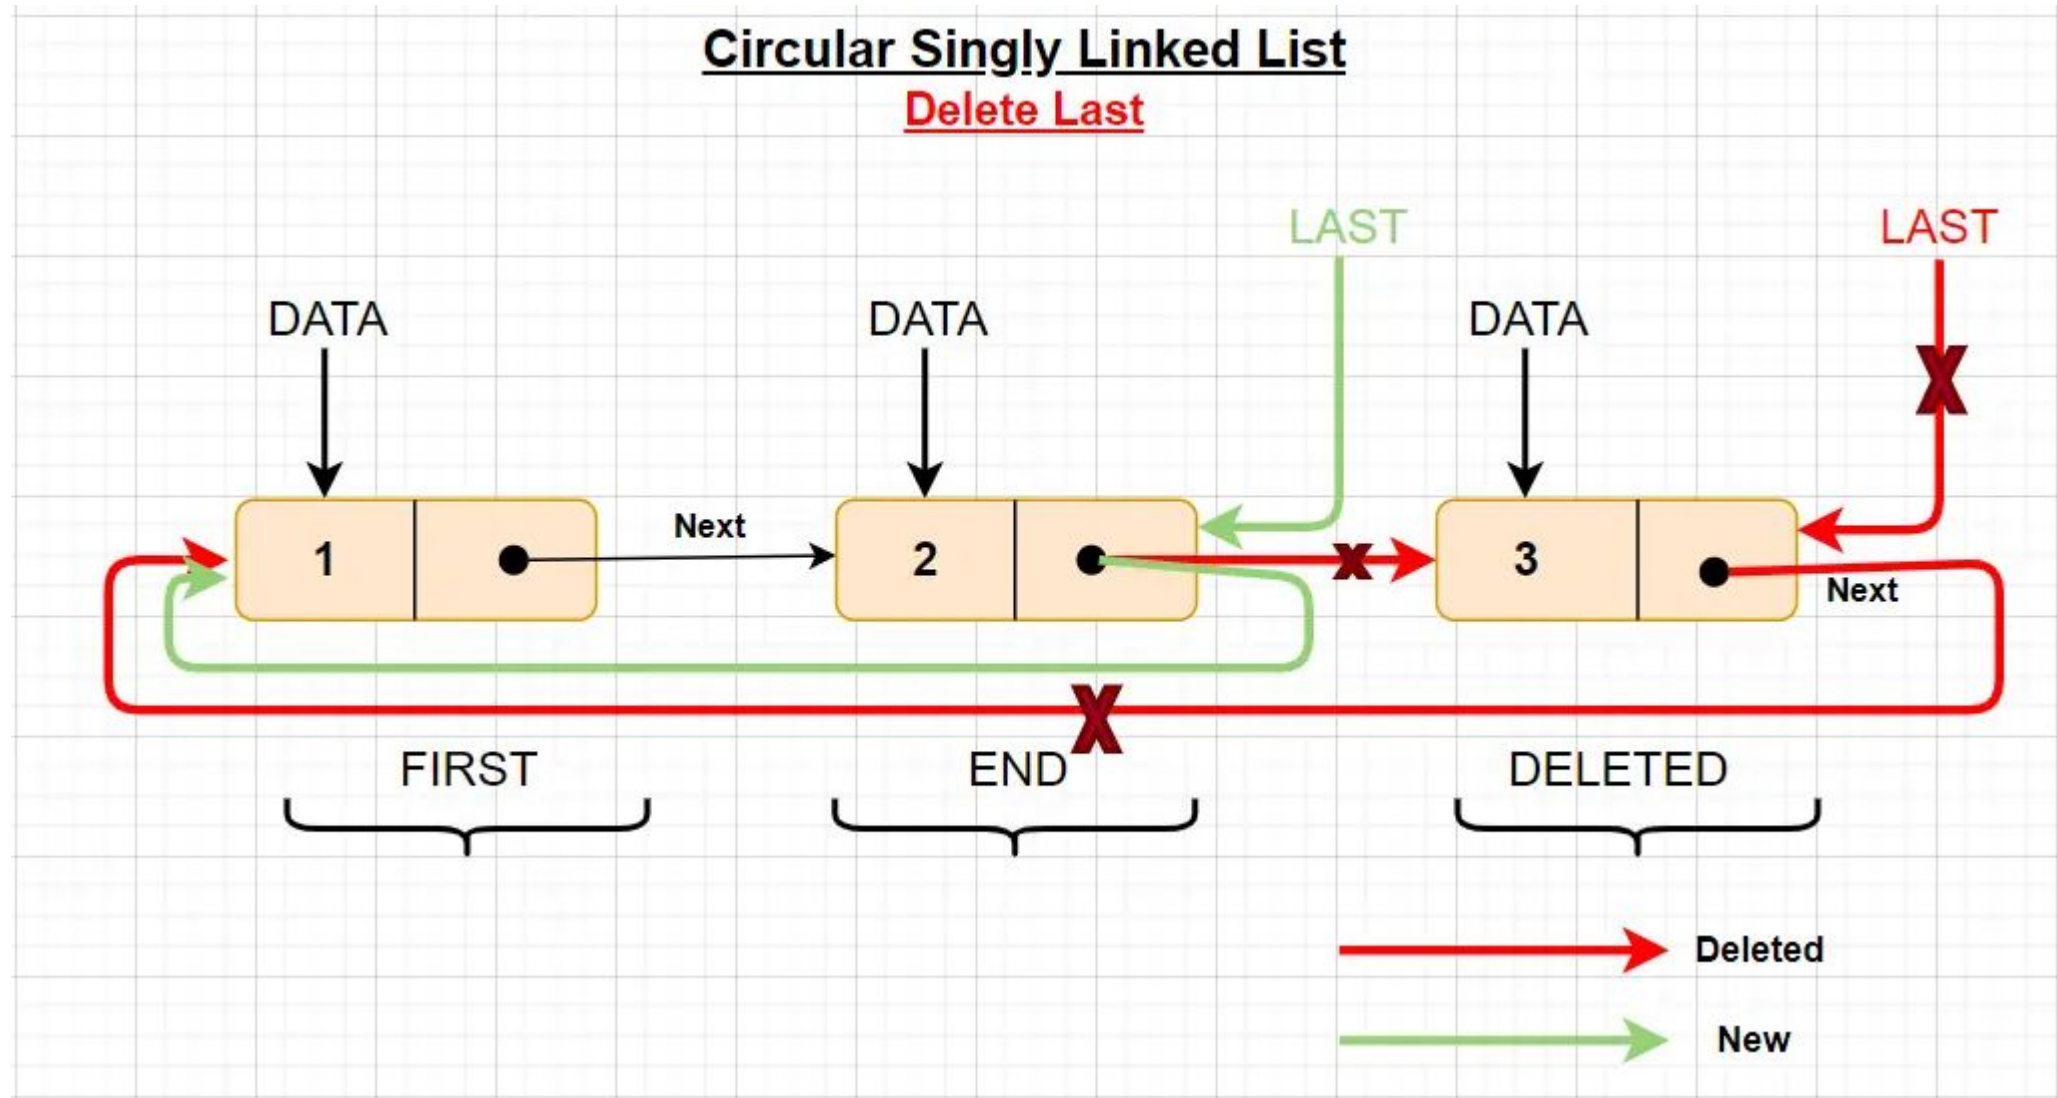 Circular Singly Linked List
Delete Last
LAST LAST
DATA DATA DATA
1 Next 2 X 3 Next
X
X
FIRST END DELETED
Deleted
New